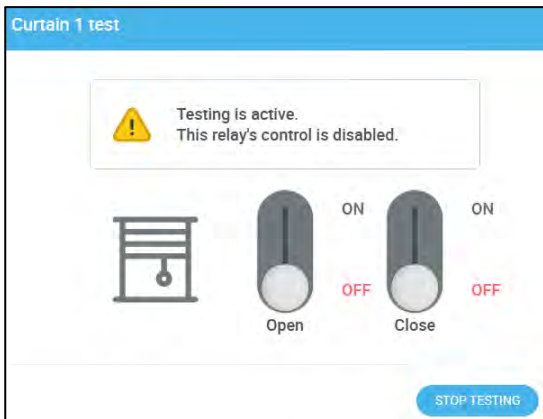 Curtain 1 test
Testing is active.
This relay's control is disabled.
ON
ON
OFF
OFF
Open
Close
STOP TESTING